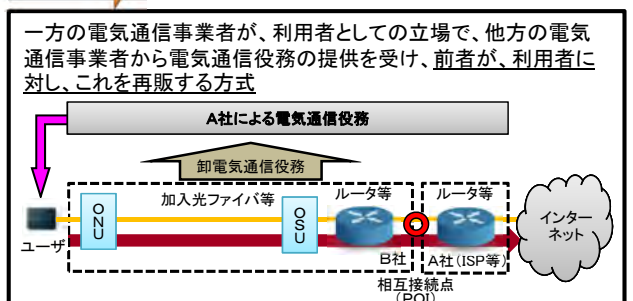 一方の電気通信事業者が、利用者としての立場で、他方の電気
通信事業者から電気通信役務の提供を受け、前者が、利用者に
対し、これを再販する方式
A社による電気通信役務
卸電気通信役務
加入光ファイバ等
ルータ等
ルータ等
ONU
OSU
インター
ネット
ユーザ
B社
A社(ISP等)
相互接続点
(POI)